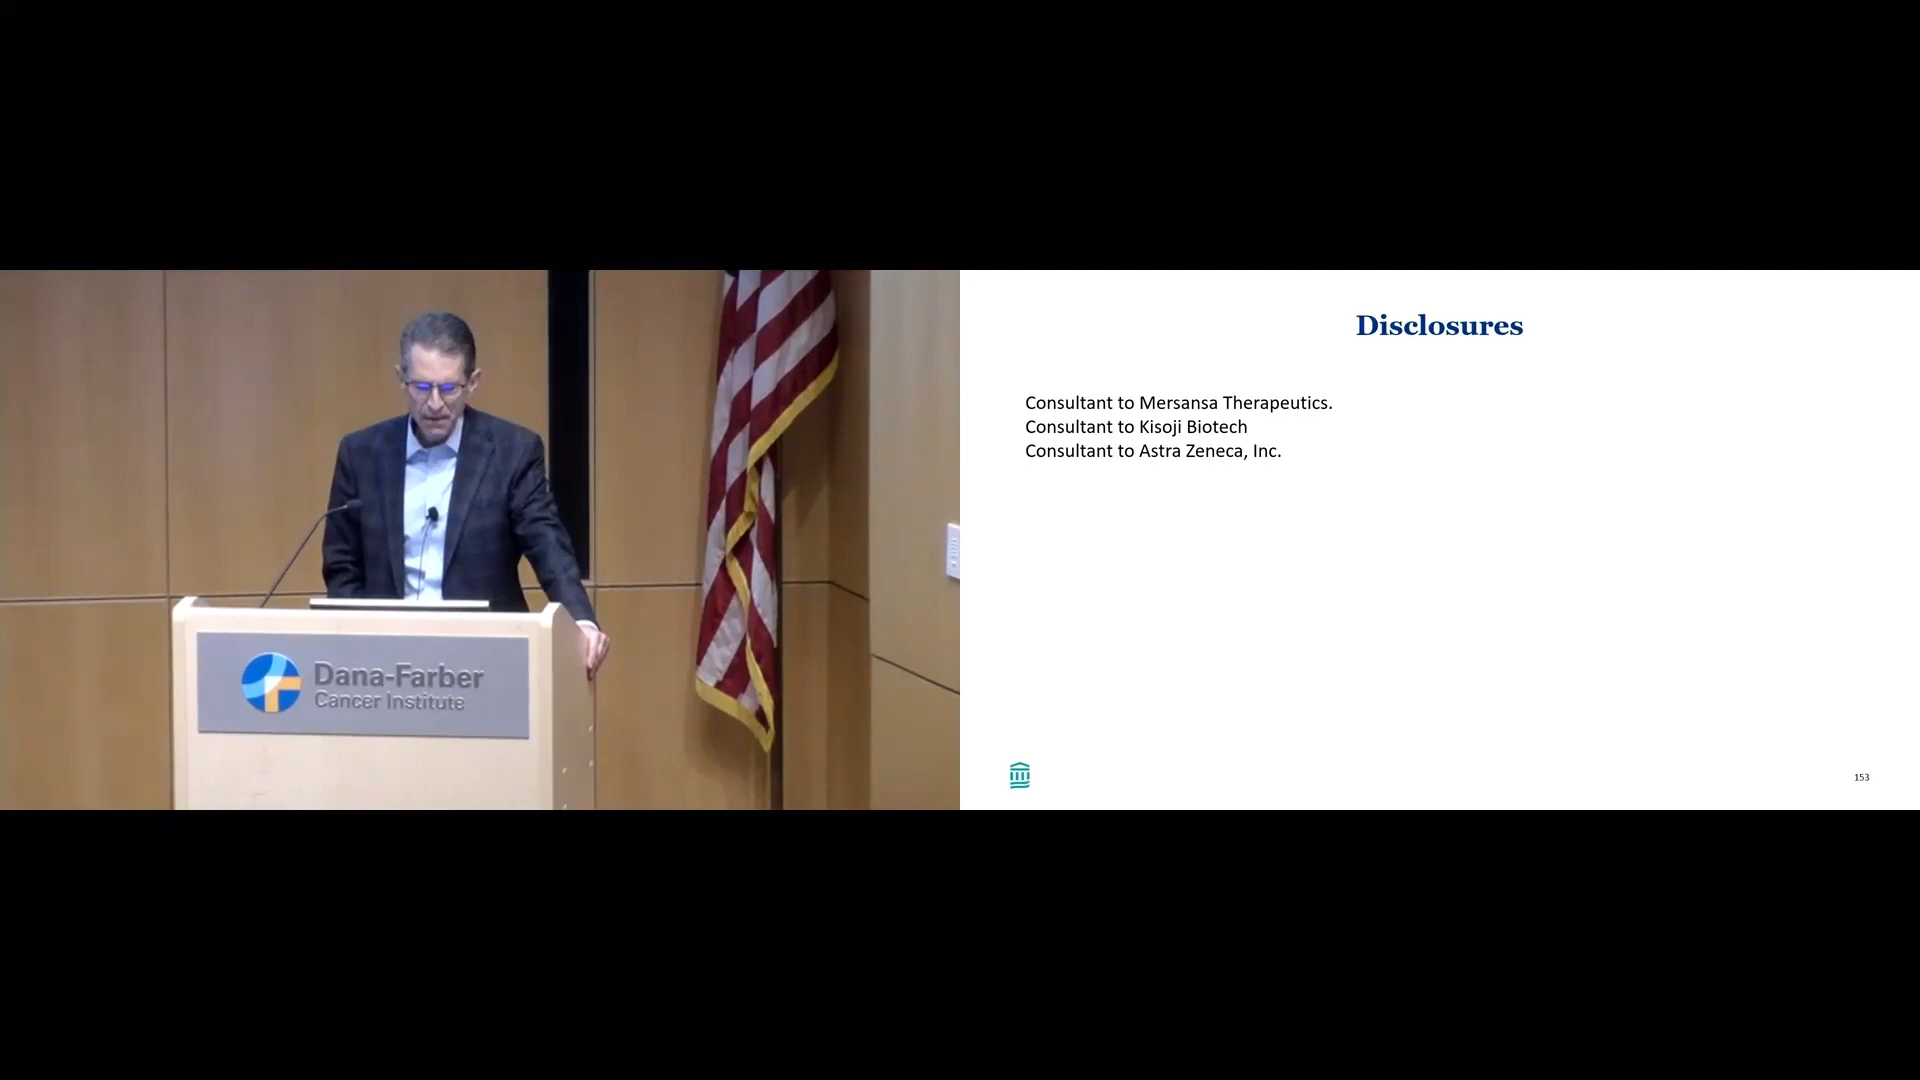 Dana-Farber
Cancer Institute
Disclosures
Consultant to Mersansa Therapeutics.
Consultant to Kisoji Biotech
Consultant to Astra Zeneca, Inc.
153